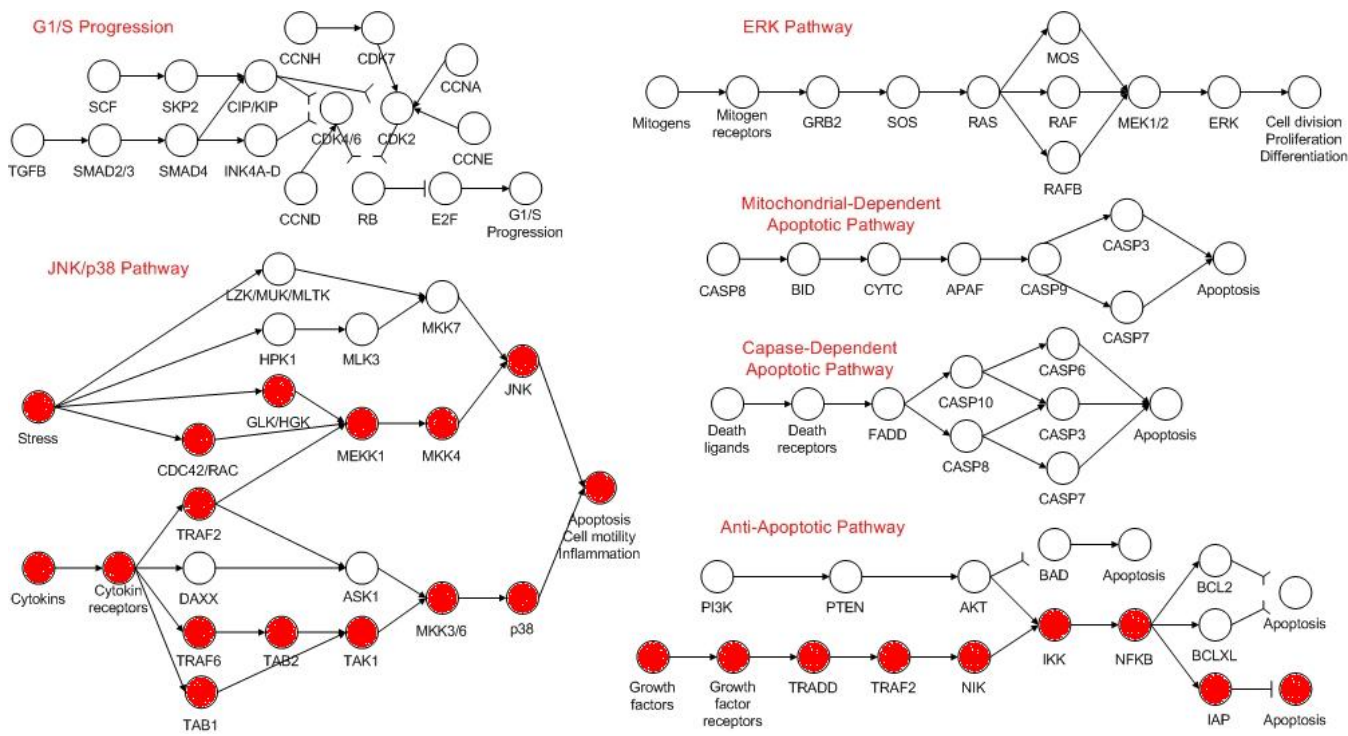 G1/S Progression
CCNH
CDK7
CCNA
SCF
SKP2
CIP/KIP
CDK4/6
CDK2
CCNE
TGFB
SMAD2/3
SMAD4
INK4A-D
CCND
RB
E2F
G1/S
Progression
ERK Pathway
MOS
Mitogens
Mitogen
receptors
GRB2
SOS
RAS
RAF
MEK1/2
ERK
Cell division
Proliferation
Differentiation
RAFB
Mitochondrial-Dependent
Apoptotic Pathway
CASP3
CASP8
BID
CYTC
APAF
CASP9
Apoptosis
CASP7
JNK/p38 Pathway
LZK/MUK/MLTK
MKK7
HPK1
MLK3
JNK
Stress
GLK/HGK
CDC42/RAC
MEKK1
MKK4
TRAF2
Apoptosis
Cell motility
Inflammation
Cytokins
Cytokin
receptors
DAXX
ASK1
MKK3/6
p38
TRAF6
TAB2
TAK1
TAB1
Capase-Dependent
Apoptotic Pathway
CASP6
CASP10
Death
ligands
Death
receptors
FADD
CASP3
Apoptosis
CASP8
CASP7
Anti-Apoptotic Pathway
BAD
Apoptosis
PI3K
PTEN
AKT
BCL2
Apoptosis
IKK
NFKB
BCLXL
Growth
factors
Growth
factor
receptors
TRADD
TRAF2
NIK
IAP
Apoptosis